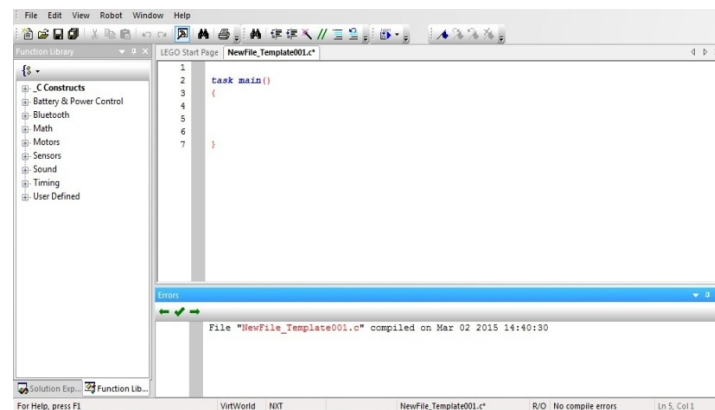 File Edit View Robot Window Help
Function Library
LEGO Start Page NewFile_Template001.c*
_C Constructs
Battery & Power Control
Bluetooth
Math
Motors
Sensors
Sound
Timing
User Defined
1
2 task main()
3 {
4
5
6
7 }
Errors
File "NewFile_Template001.c" compiled on Mar 02 2015 14:40:30
Solution Exp... Function Lib...
For Help, press F1 VirtWorld NXT NewFile_Template001.c* R/O No compile errors Ln 5, Col 1